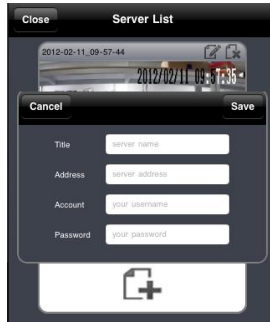 Close Server List
2012-02-11_09-57-44
2012/02/11 09:57:35
Cancel Save
Title server name
Address server address
Account your username
Password your password